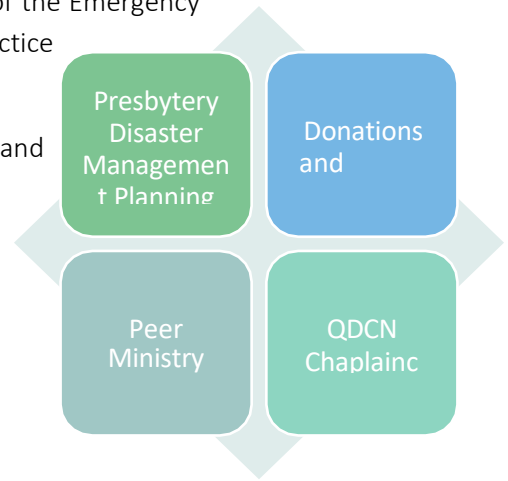 of the Emergency
ctice
and
Presbytery
Disaster
Managemen
t Planning
Donations
and
Peer
Ministry
QDCN
Chaplainc